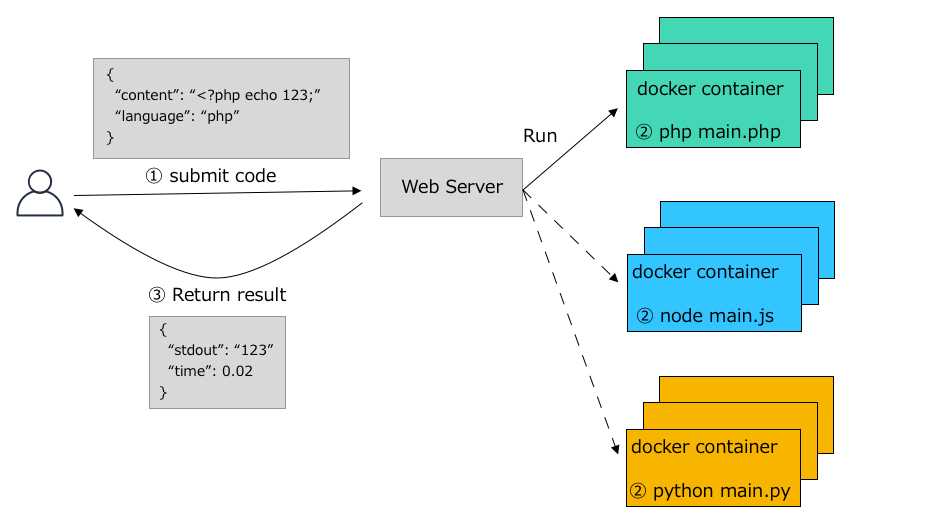 {
“content”: “<?php echo 123;”
“language”: “php”
}
① submit code
Web Server
Run
docker container
② php main.php
docker container
② node main.js
docker container
② python main.py
③ Return result
{
“stdout”: “123”
“time”: 0.02
}